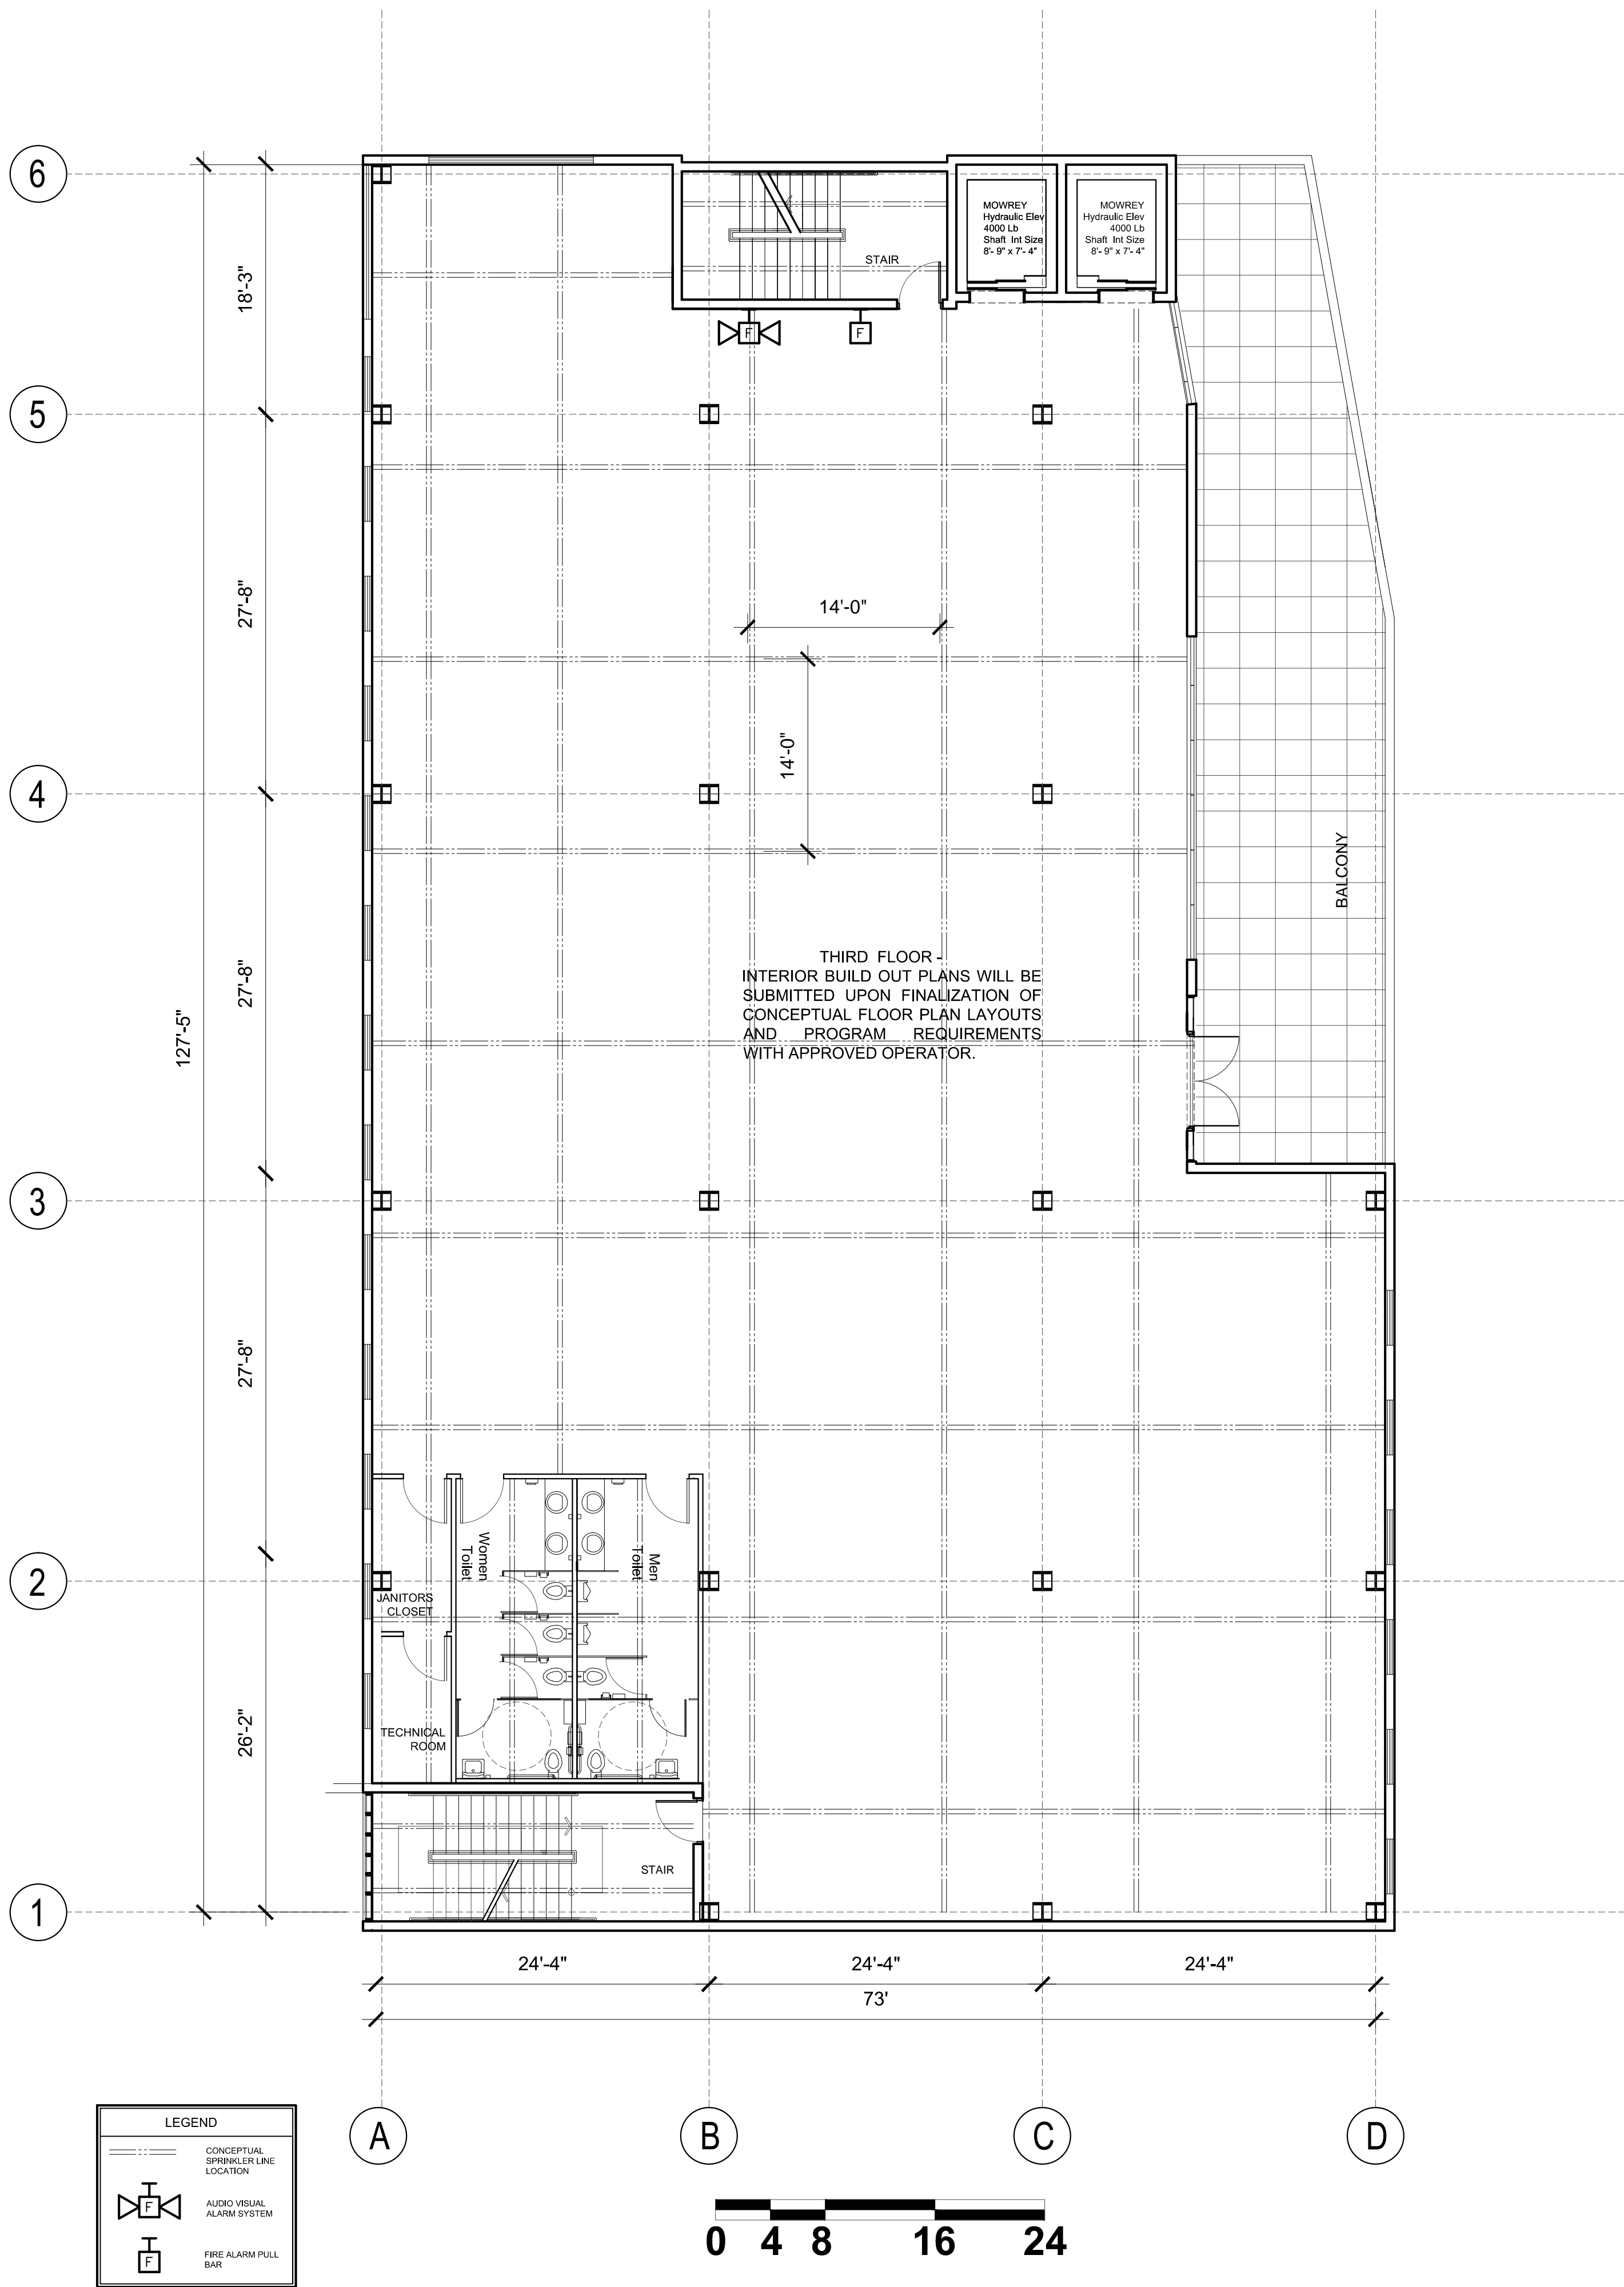 6
MOWREY
Hydraulic Elev
4000 Lb
Shaft Int Size
8'- 9" x 7'- 4"
MOWREY
Hydraulic Elev
4000 Lb
Shaft Int Size
8'- 9" x 7'- 4"
STAIR
18'-3"
F
F
5
27'-8"
14'-0"
14'-0"
4
BALCONY
27'-8"
127'-5"
THIRD FLOOR -
INTERIOR BUILD OUT PLANS WILL BE
SUBMITTED UPON FINALIZATION OF
CONCEPTUAL FLOOR PLAN LAYOUTS
AND PROGRAM REQUIREMENTS
WITH APPROVED OPERATOR.
3
27'-8"
Women
Toilet
Men
Toilet
2
JANITORS
CLOSET
26'-2"
TECHNICAL
ROOM
STAIR
1
24'-4"
24'-4"
24'-4"
73'
A
B
C
D
LEGEND
CONCEPTUAL
SPRINKLER LINE
LOCATION
F
AUDIO VISUAL
ALARM SYSTEM
F
FIRE ALARM PULL
BAR
0 4 8 16 24